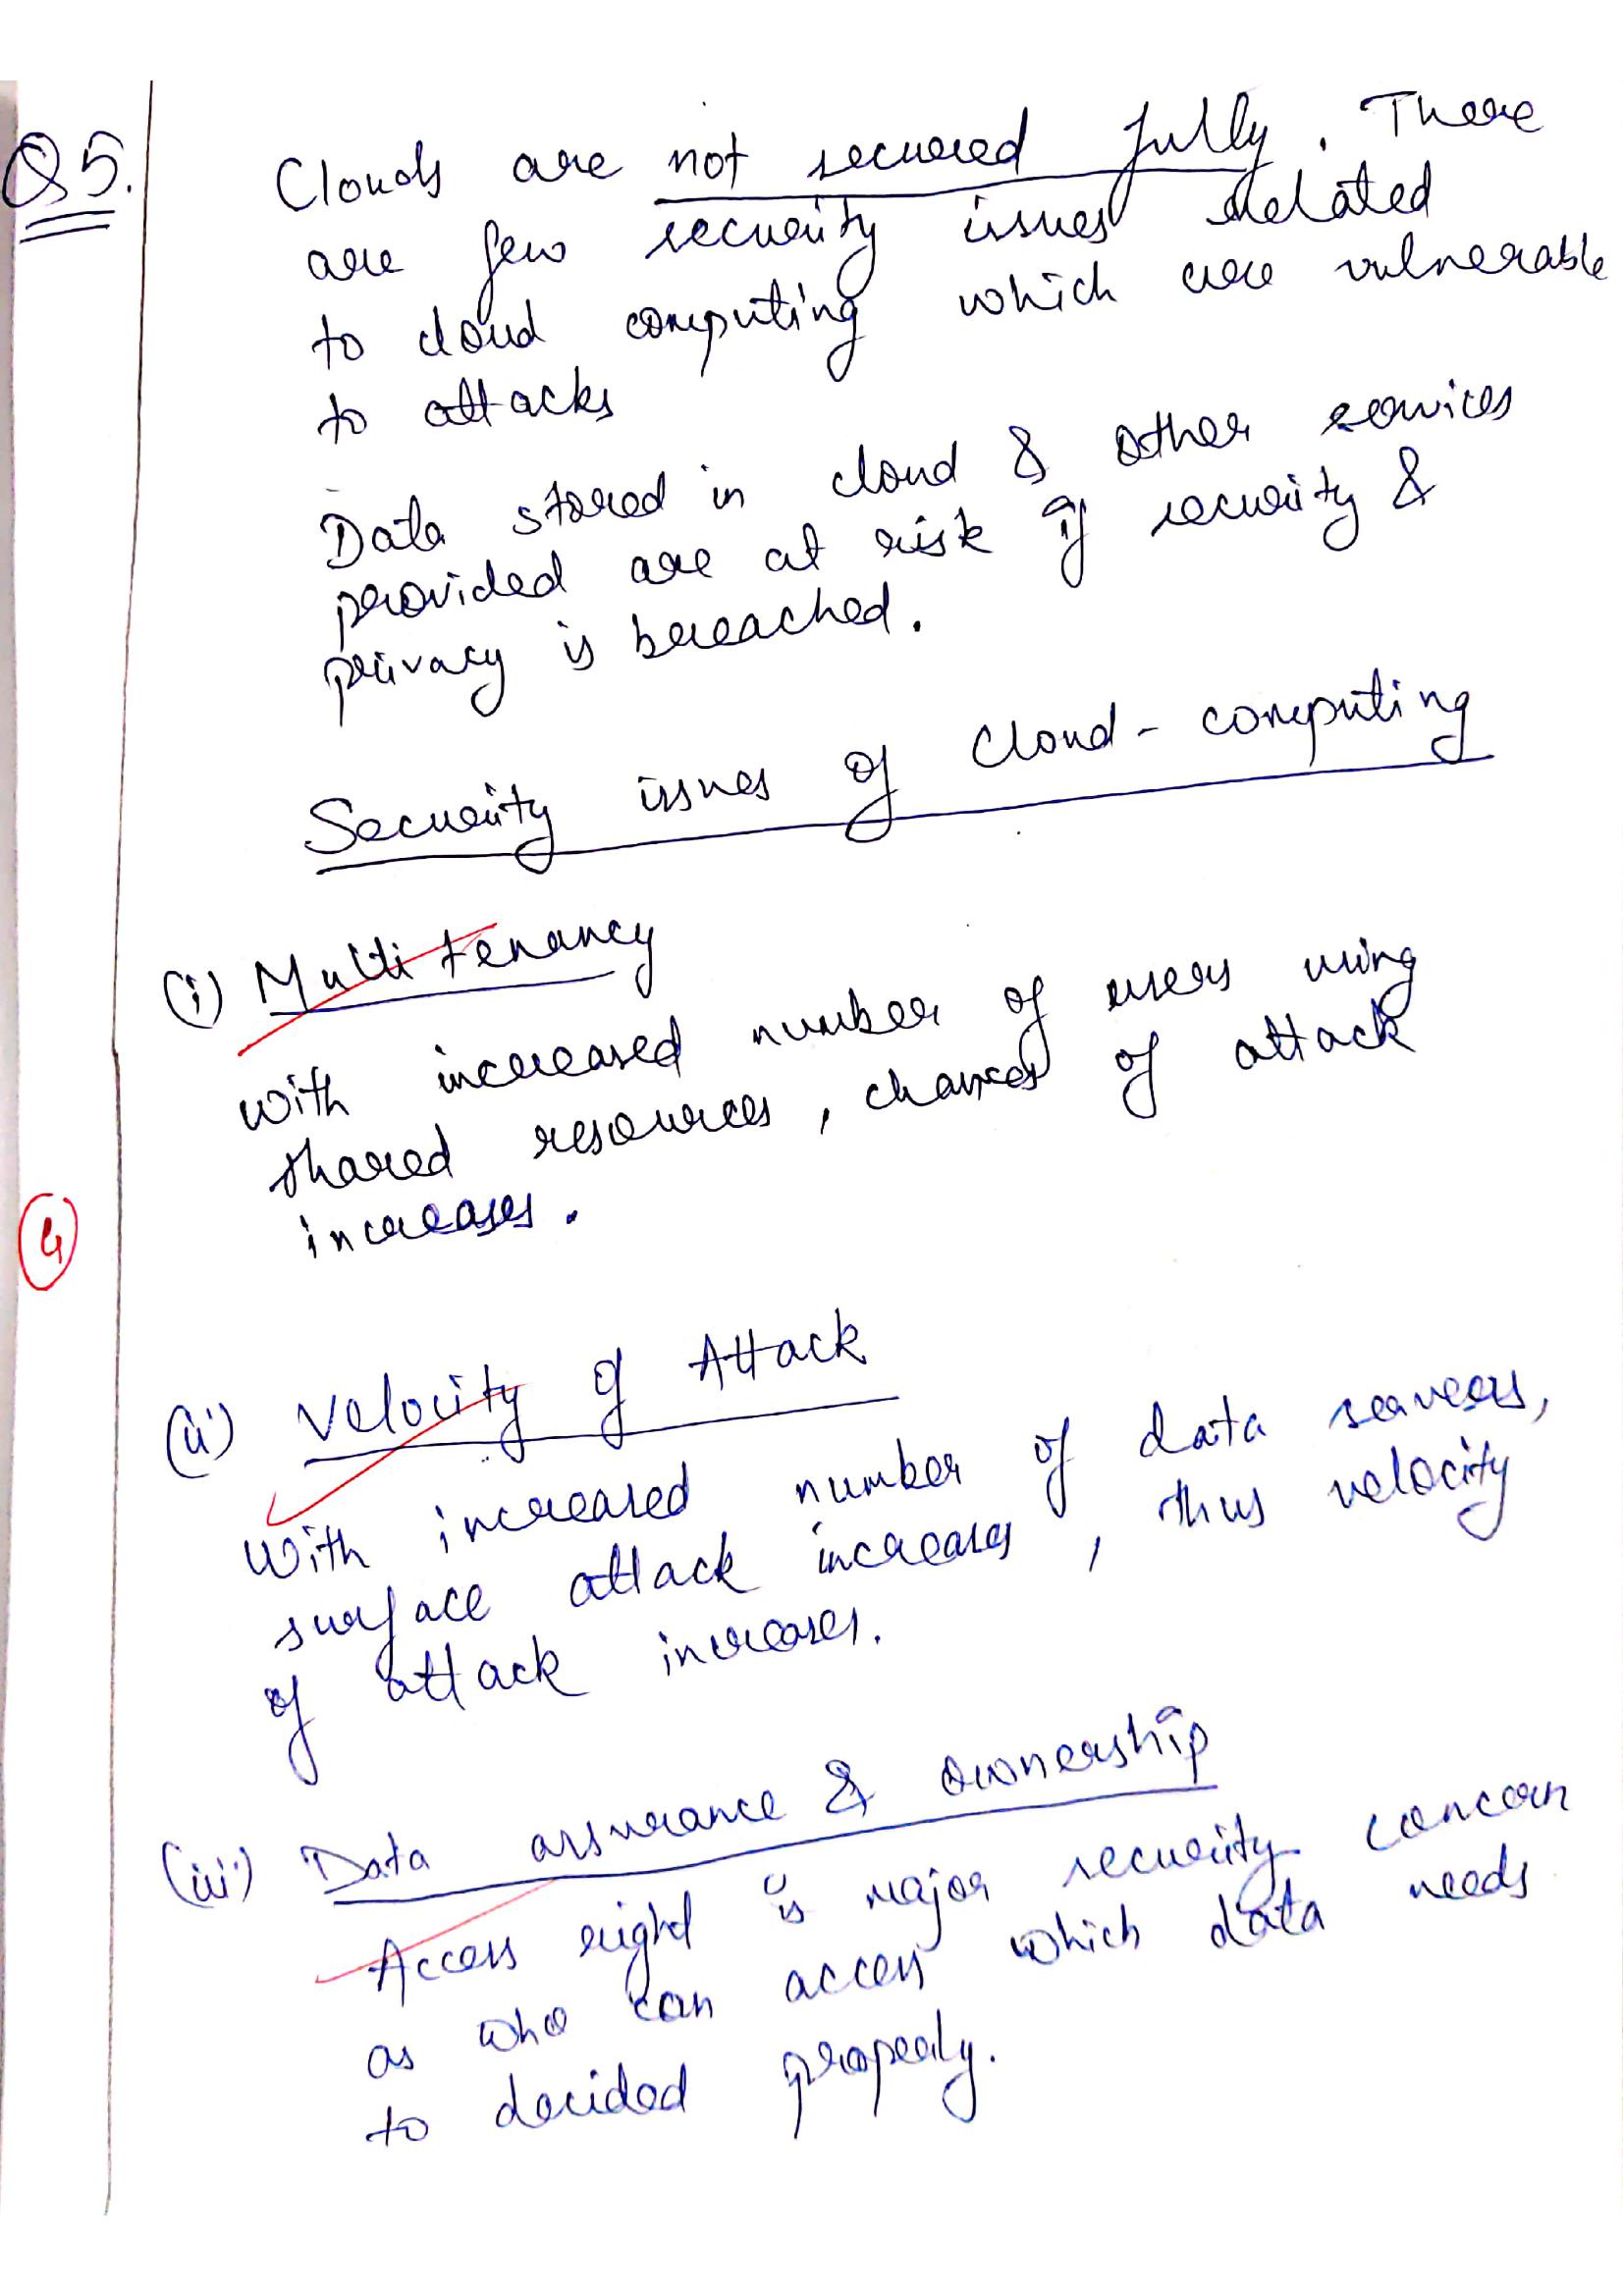 Q5.
Clouds are not secured fully. There
are few security issues related
to cloud computing which are vulnerable
to attacks
Data stored in cloud & other services
provided are at risk if security &
privacy is breached.
Security issues of Cloud-computing
(i) Multi tenancy
with increased number of users using
shared resources, chances of attack
increases.
4
(ii) Velocity of Attack
With increased number of data servers,
surface attack increases, thus velocity
of attack increases.
(iii) Data assurance & ownership
Access right is major security concern
as who can access which data needs
to decided properly.